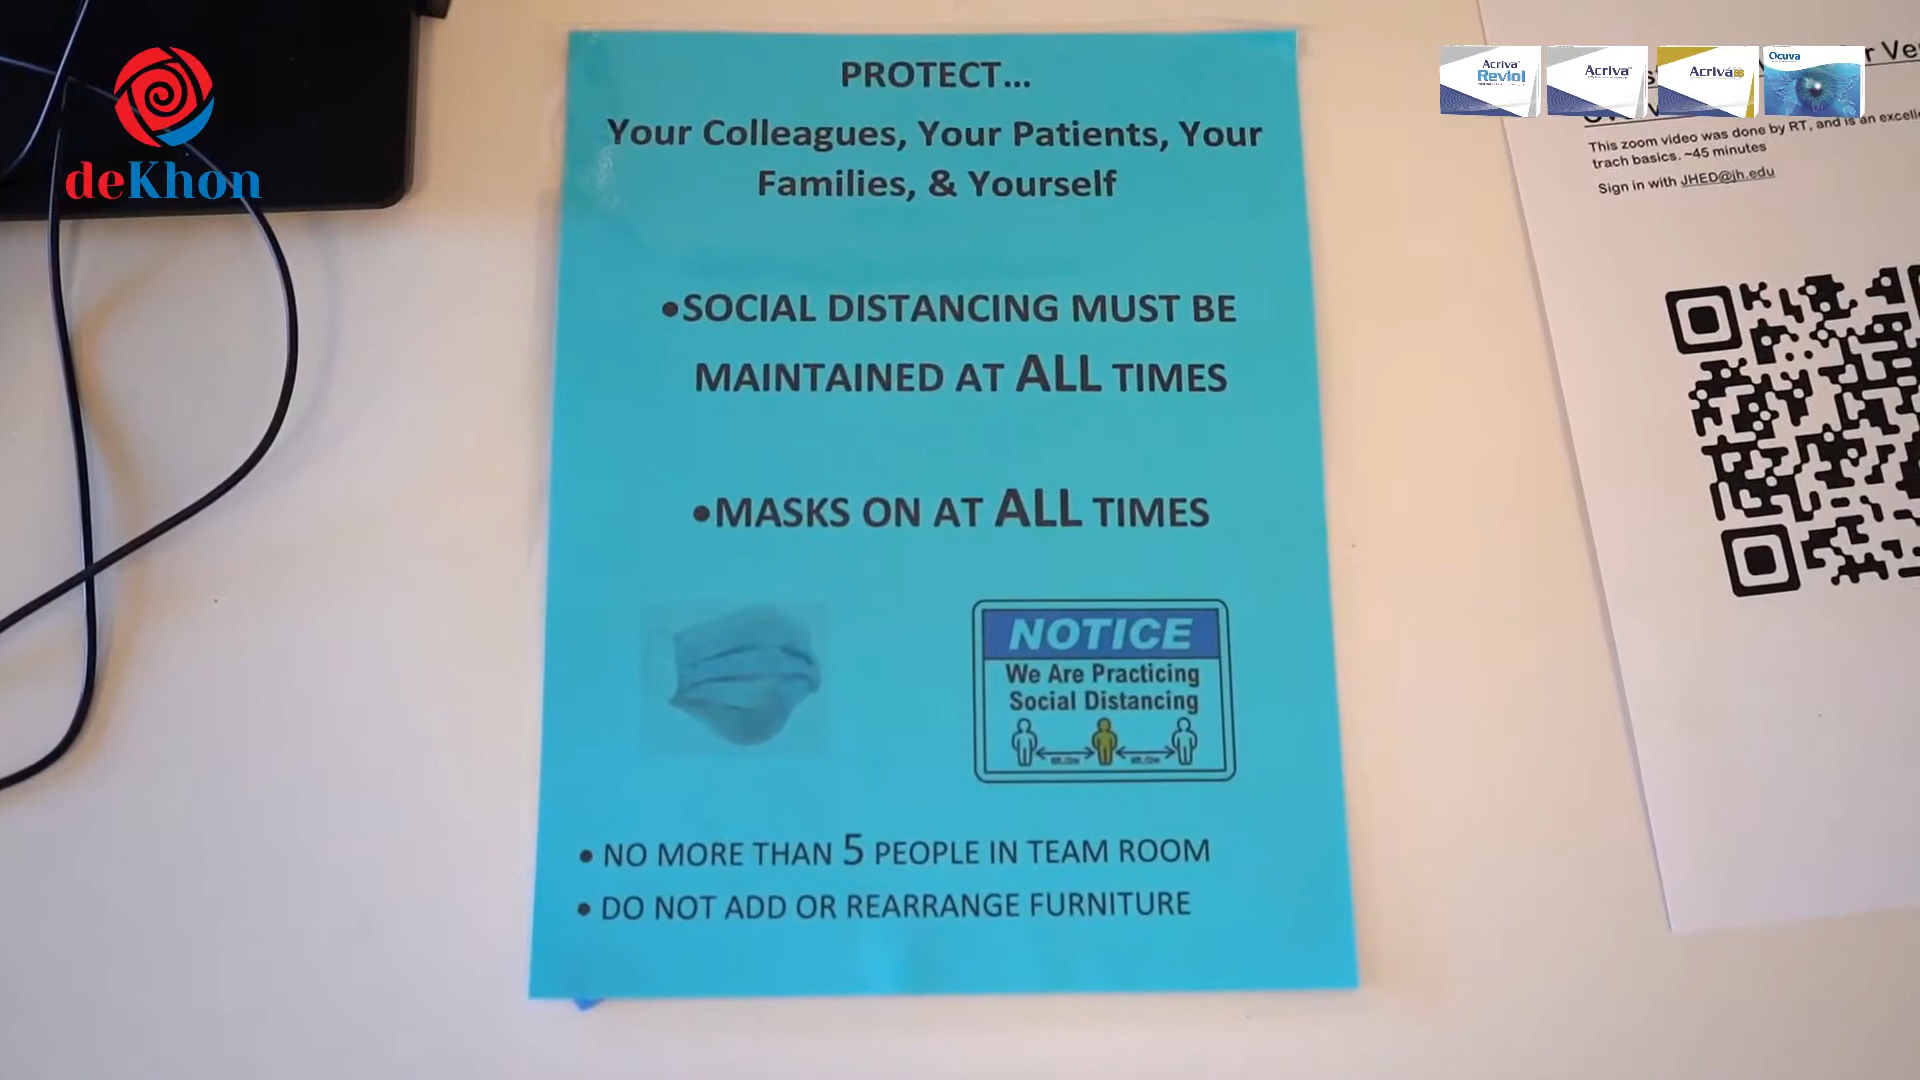 deKhon
PROTECT...
Your Colleagues, Your Patients, Your
Families, & Yourself
•SOCIAL DISTANCING MUST BE
MAINTAINED AT ALL TIMES
•MASKS ON AT ALL TIMES
NOTICE
We Are Practicing
Social Distancing
• NO MORE THAN 5 PEOPLE IN TEAM ROOM
• DO NOT ADD OR REARRANGE FURNITURE
Acriva
Reviol
Acriva
Acriva
Ocuva
This zoom video was done by RT, and is an
trach basics. ~45 minutes
Sign in with JHED@jh.edu